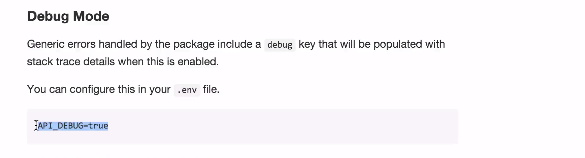 Debug Mode
Generic errors handled by the package include a debug key that will be populated with
stack trace details when this is enabled.
You can configure this in your .env file.
API_DEBUG=true